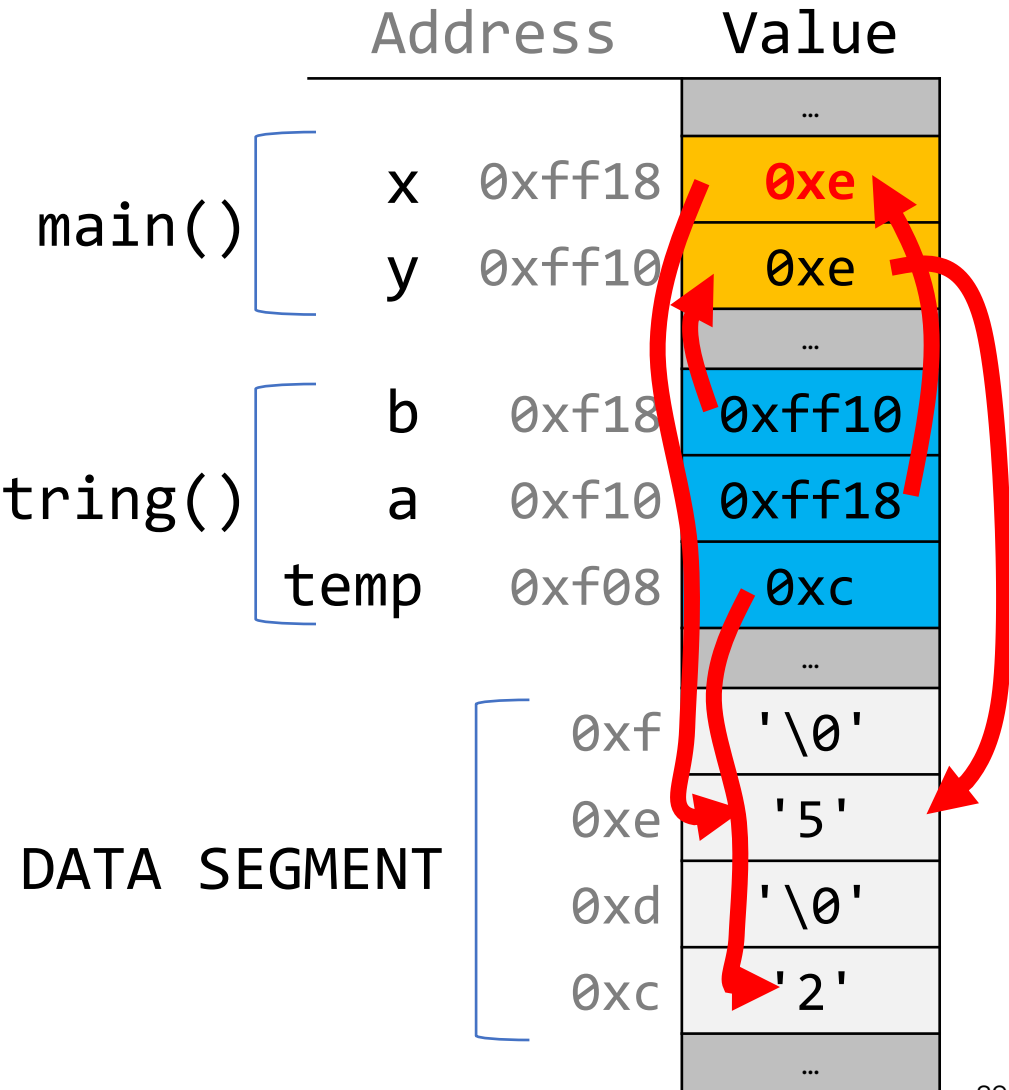 Address Value
…
x 0xff18 0xe
main()
y 0xff10 0xe
…
b 0xf18 0xff10
tring() a 0xf10 0xff18
temp 0xf08 0xc
…
0xf '\0'
0xe '5'
DATA SEGMENT
0xd '\0'
0xc '2'
…